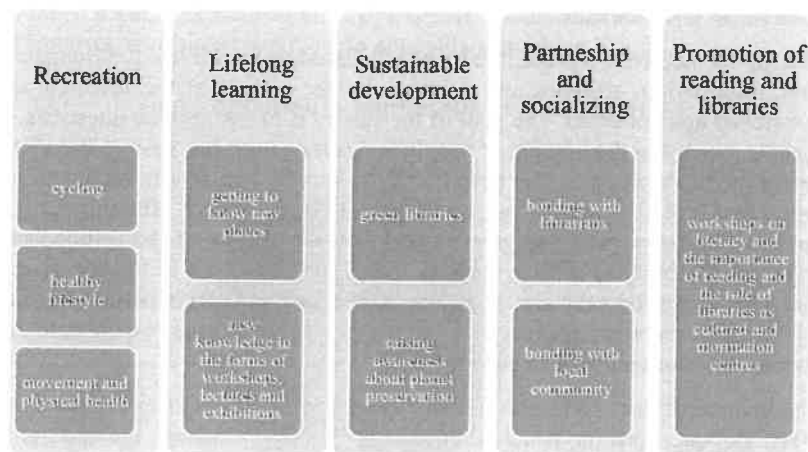 Recreation
cycling
healthy
lifestyle
movement and
physical health
Lifelong
learning
getting to
know new
places
new
knowledge in
the forms of
workshops,
lectures and
exhibitions
Sustainable
development
green libraries
raising
awareness
about planet
preservation
Partneship
and
socializing
bonding with
librarians
bonding with
local
community
Promotion of
reading and
libraries
workshops on
literacy and
the importance
of reading and
the role of
libraries as
cultural and
information
centres